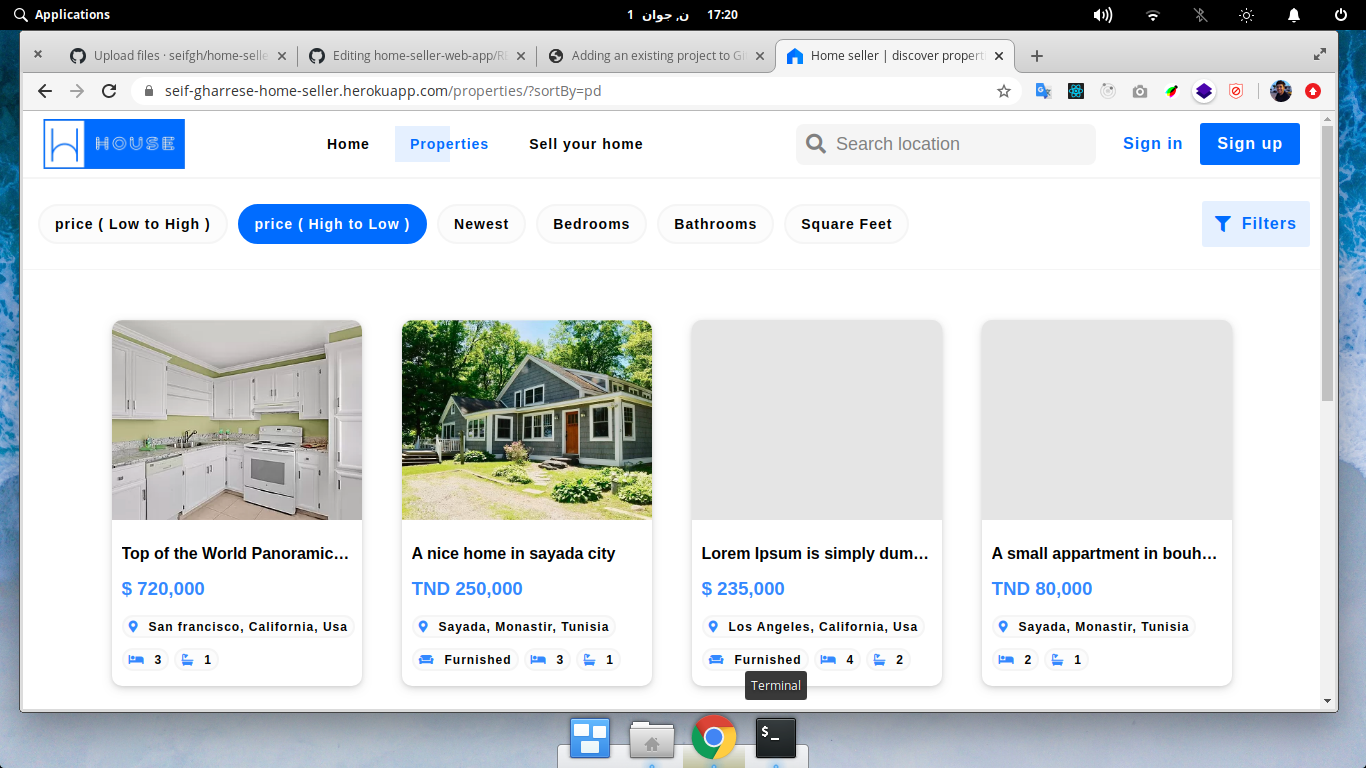 Applications
ن, جوان 1 17:20
Upload files · seifgh/home-selle
Editing home-seller-web-app/RE
Adding an existing project to Gi
Home seller | discover properti
seif-gharrese-home-seller.herokuapp.com/properties/?sortBy=pd
HOUSE
Home
Properties
Sell your home
Search location
Sign in
Sign up
price ( Low to High )
price ( High to Low )
Newest
Bedrooms
Bathrooms
Square Feet
Filters
Top of the World Panoramic…
$ 720,000
San francisco, California, Usa
3 1
A nice home in sayada city
TND 250,000
Sayada, Monastir, Tunisia
Furnished 3 1
Lorem Ipsum is simply dum…
$ 235,000
Los Angeles, California, Usa
Furnished 4 2
A small appartment in bouh…
TND 80,000
Sayada, Monastir, Tunisia
2 1
Terminal
$_